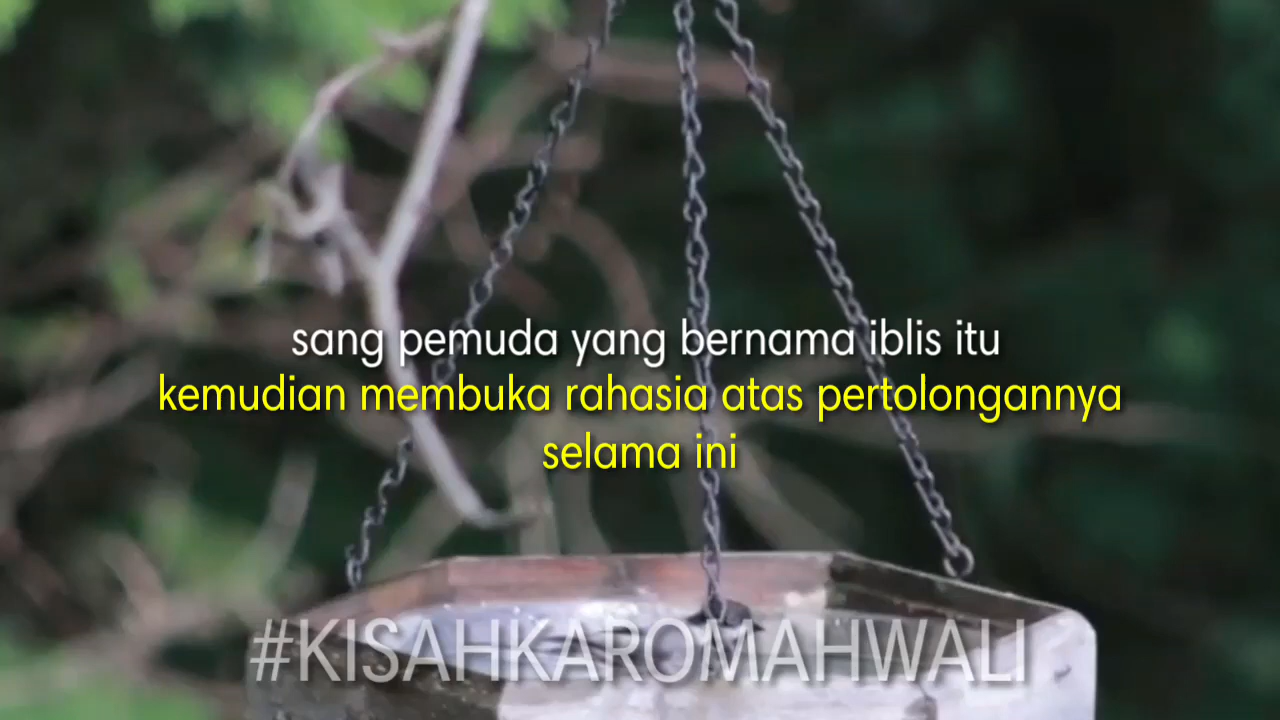 sang pemuda yang bernama iblis itu
kemudian membuka rahasia atas pertolongannya
selama ini
#KISAHKAROMAHWALI